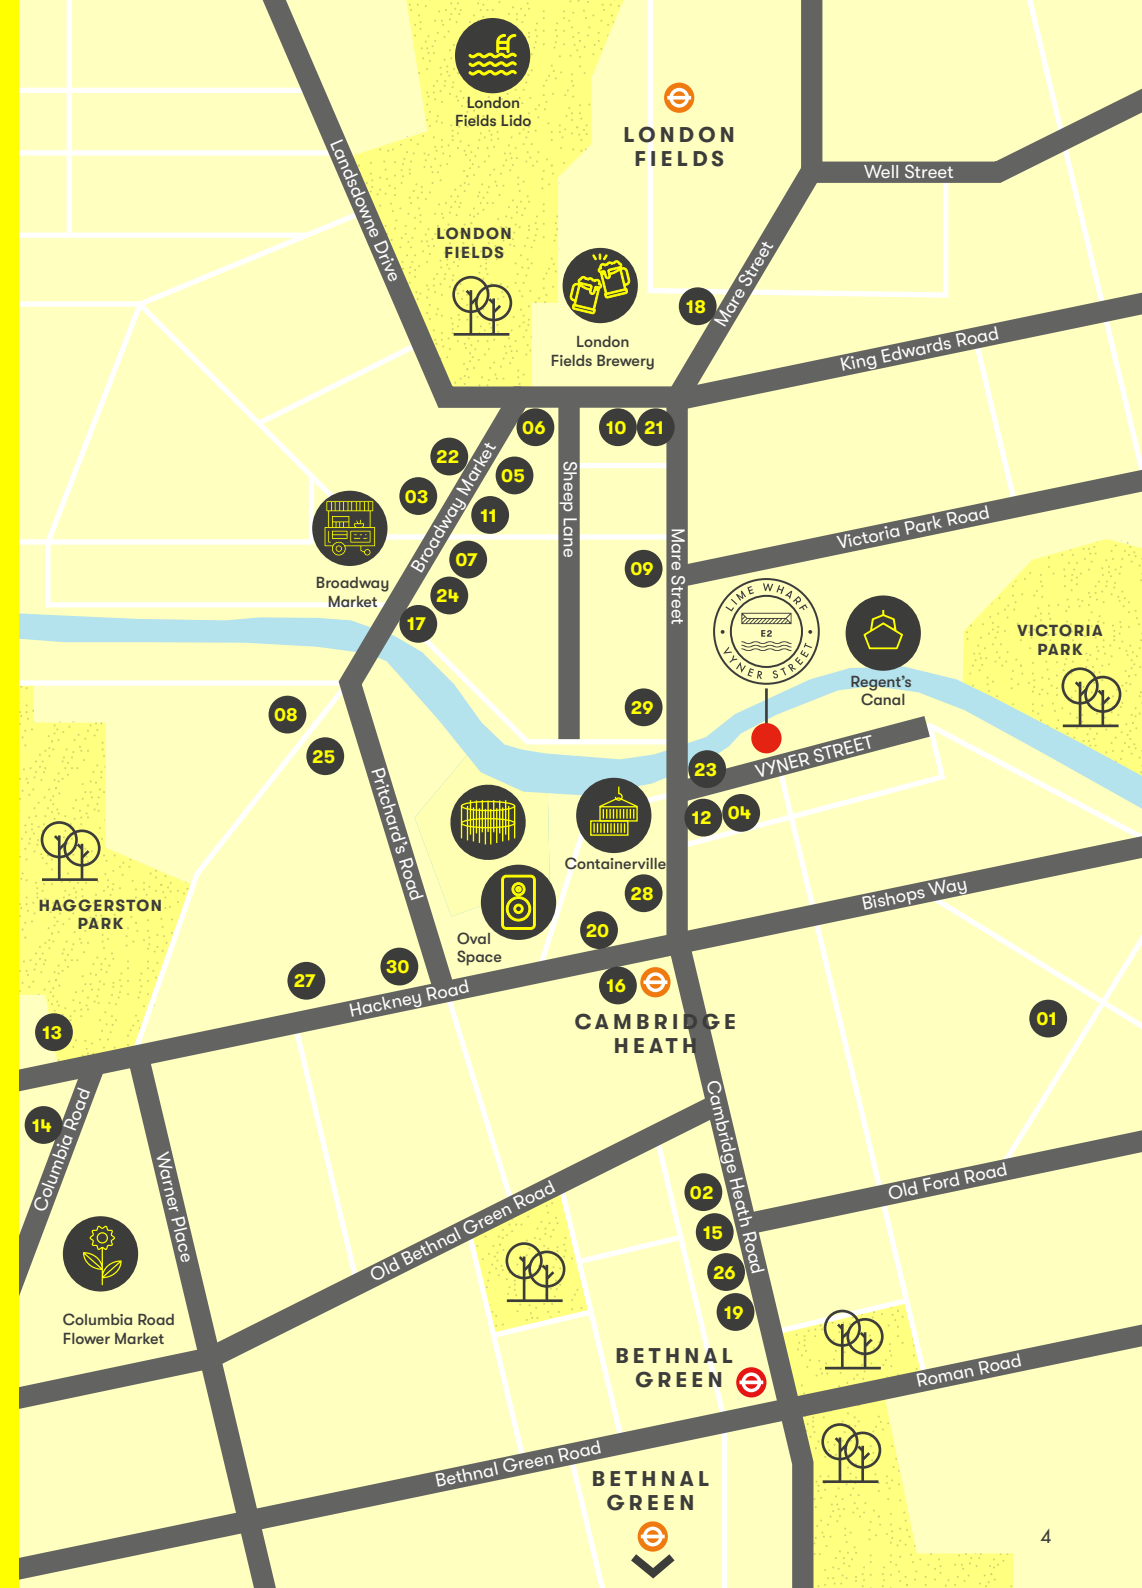 London
Fields Lido
LONDON
FIELDS
Landsdowne Drive
Well Street
LONDON
FIELDS
Mare Street
18
London
Fields Brewery
King Edwards Road
06
10
21
22
Broadway Market
05
Sheep Lane
03
11
Victoria Park Road
Mare Street
07
09
Broadway
Market
24
17
LIME WHARF
E2
VYNER STREET
VICTORIA
PARK
Regent's
Canal
08
29
25
23
VYNER STREET
Pritchard's Road
12
04
Containerville
28
Bishops Way
HAGGERSTON
PARK
20
Oval
Space
27
30
Hackney Road
16
CAMBRIDGE
HEATH
01
13
14
Columbia Road
Warner Place
Cambridge Heath Road
Old Ford Road
02
15
Old Bethnal Green Road
26
19
Columbia Road
Flower Market
BETHNAL
GREEN
Roman Road
Bethnal Green Road
BETHNAL
GREEN
4